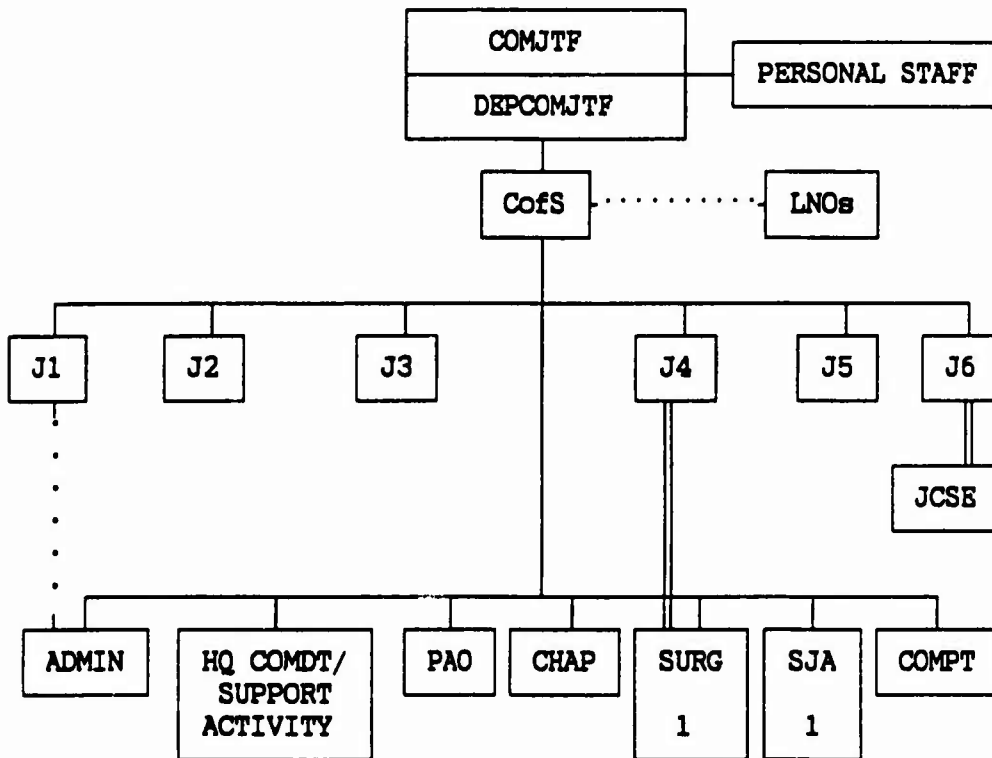 COMJTF
PERSONAL STAFF
DEPCOMJTF
CofS
LNOs
J1 J2 J3 J4 J5 J6
JCSE
ADMIN HQ COMDT/ PAO CHAP SURG SJA COMPT
SUPPORT
ACTIVITY 1 1